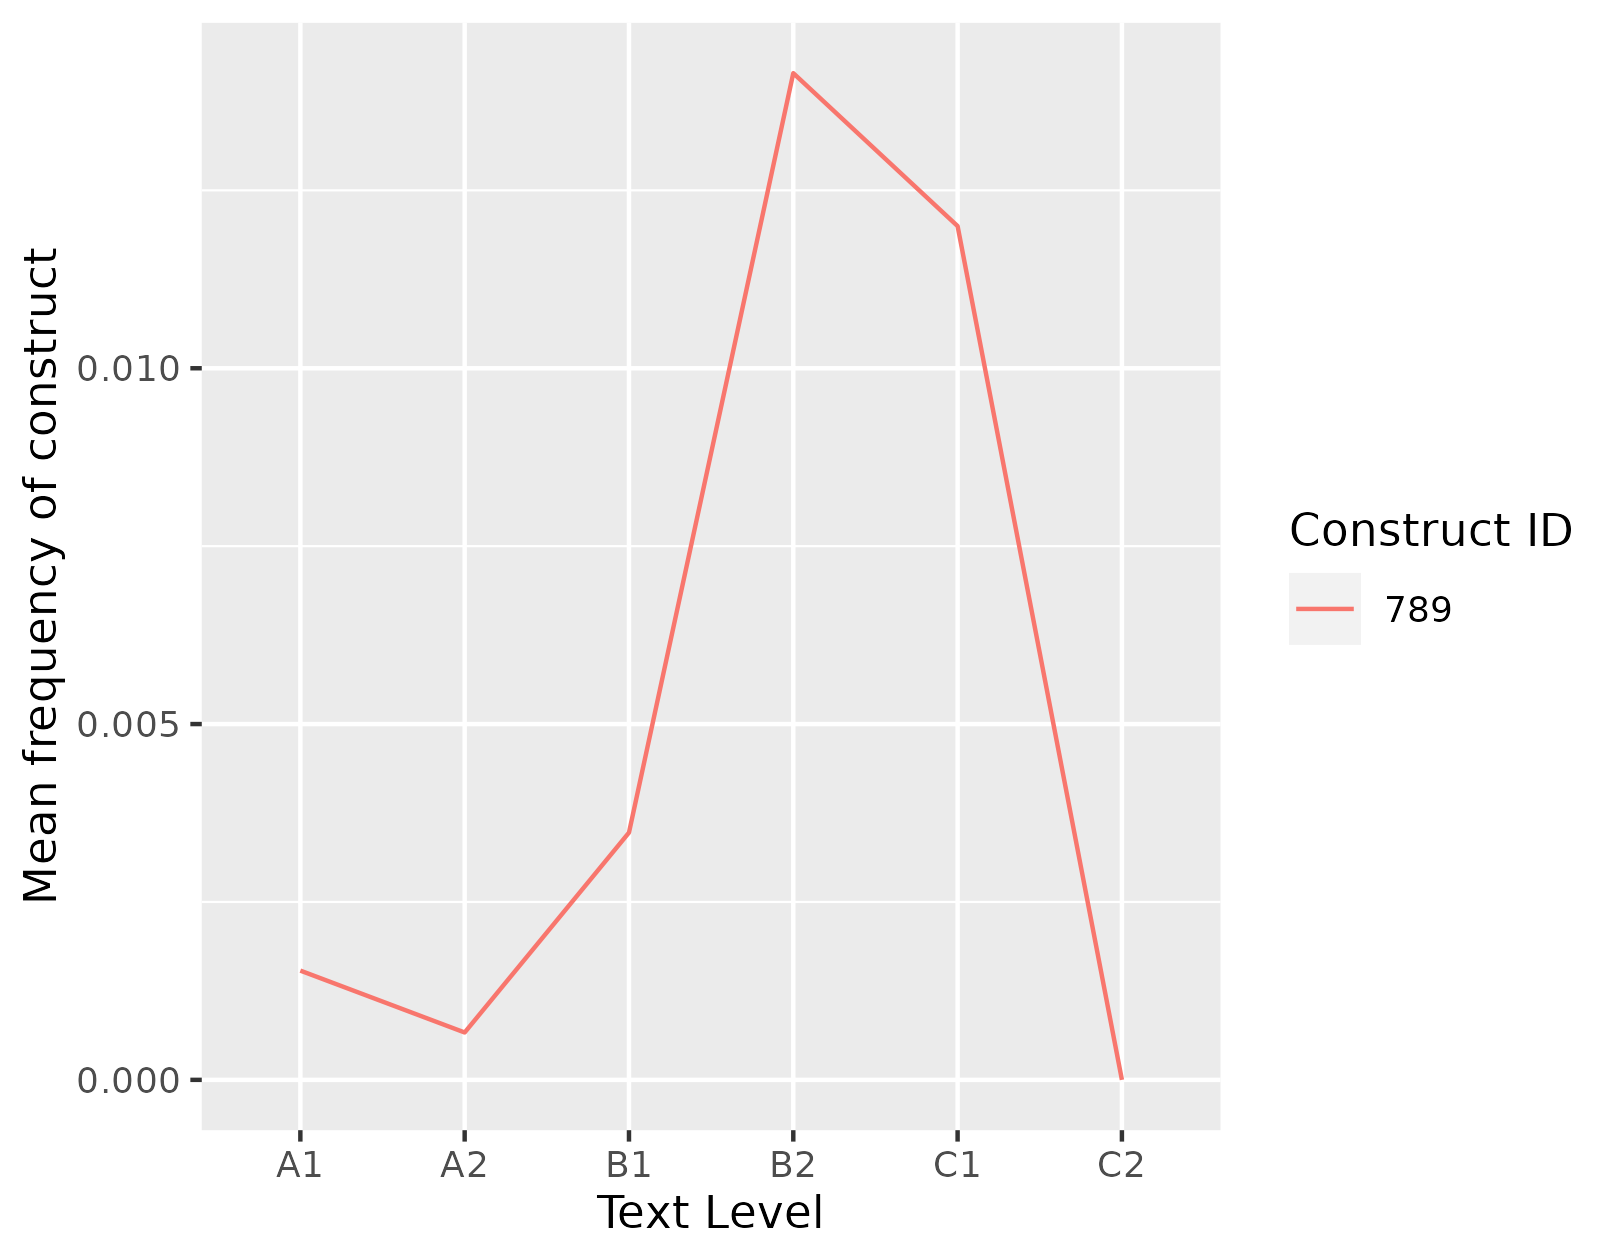 Mean frequency of construct
0.010
0.005
0.000
A1 A2 B1 B2 C1 C2
Text Level
Construct ID
789